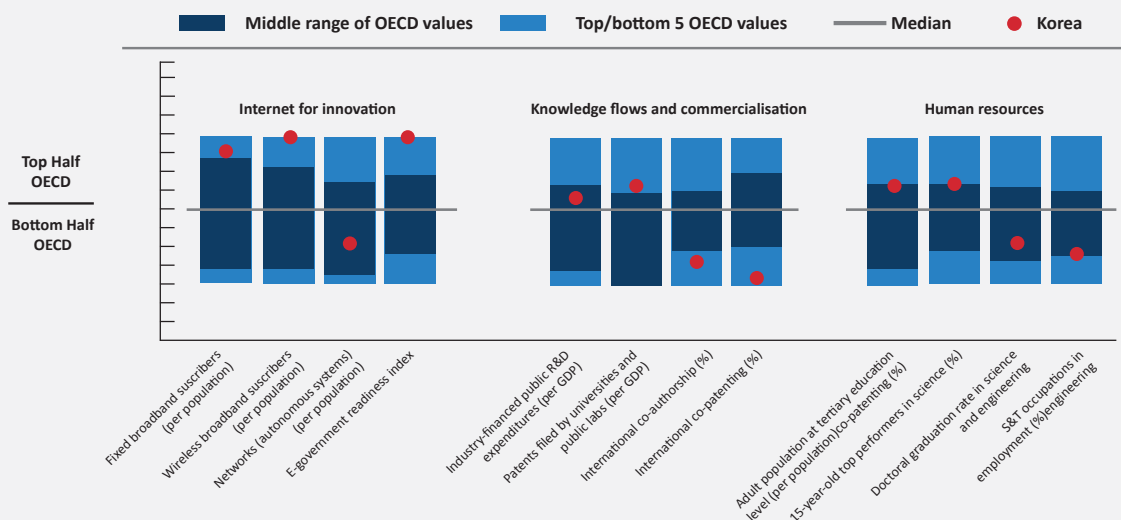 Middle range of OECD values
Top/bottom 5 OECD values
Median
Korea
Internet for innovation
Knowledge flows and commercialisation
Human resources
Top Half
OECD
Bottom Half
OECD
Fixed broadband suscribers
(per population)
Wireless broadband suscribers
(per population)
Networks (autonomous systems)
(per population)
E-government readiness index
Industry-financed public R&D
expenditures (per GDP)
Patents filed by universities and
public labs (per GDP)
International co-authorship (%)
International co-patenting (%)
Adult population at tertiary education
level (per population)co-patenting (%)
15-year-old top performers in science (%)
Doctoral graduation rate in science
and engineering
S&T occupations in
employment (%)engineering